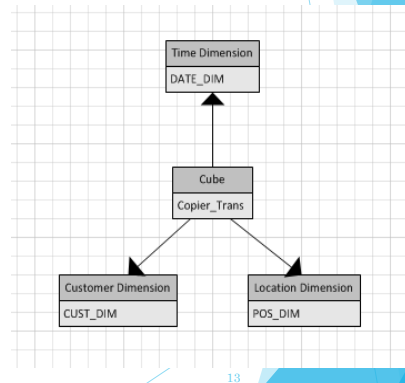 Time Dimension
DATE_DIM
Cube
Copier_Trans
Customer Dimension
CUST_DIM
Location Dimension
POS_DIM
13